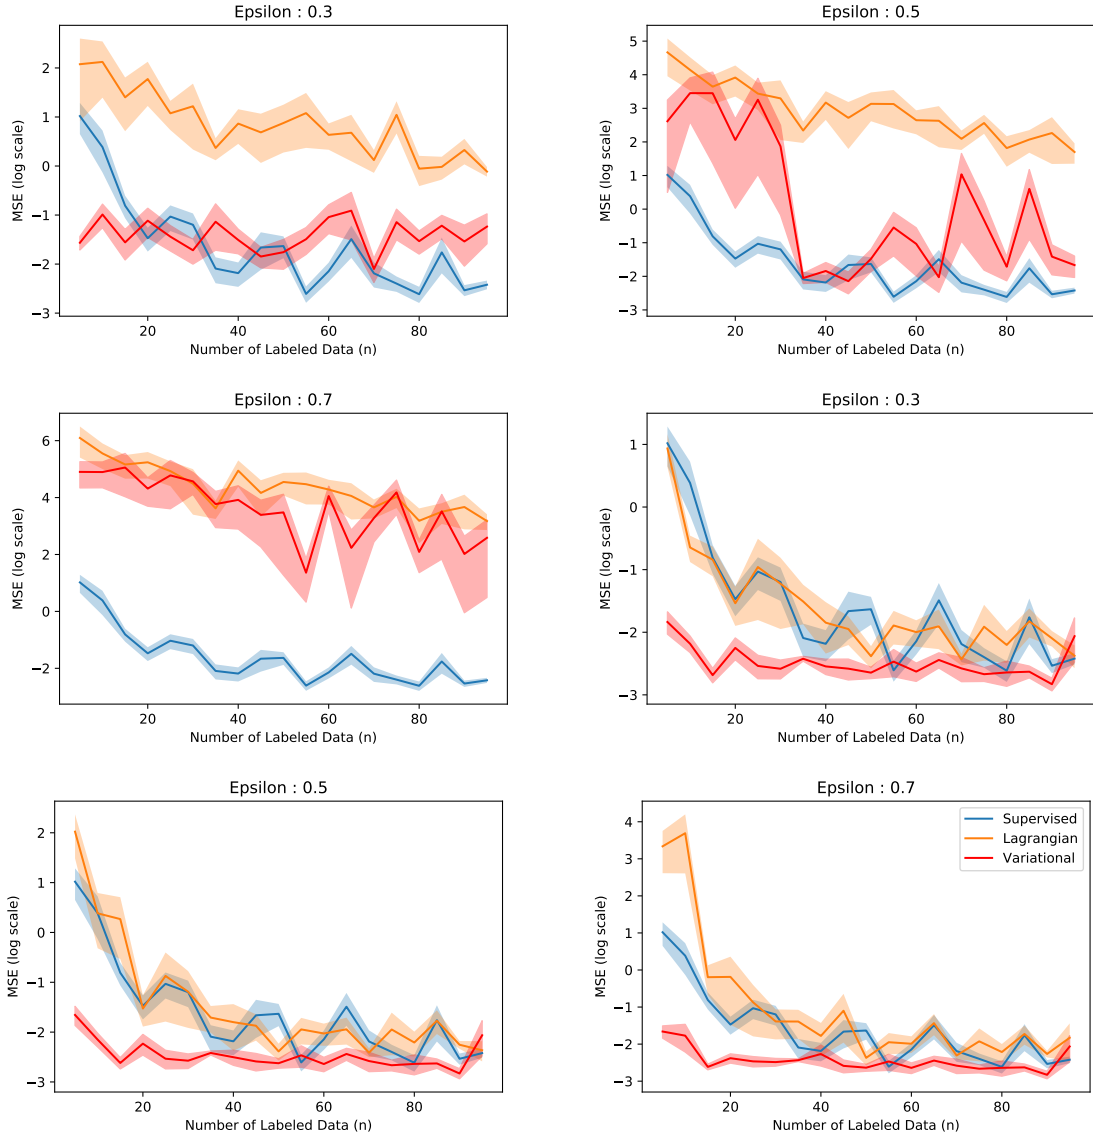 Epsilon : 0.3
2
1
0
−1
−2
−3
MSE (log scale)
20 40 60 80
Number of Labeled Data (n)
Epsilon : 0.5
5
4
3
2
1
0
−1
−2
−3
MSE (log scale)
20 40 60 80
Number of Labeled Data (n)
Epsilon : 0.7
6
4
2
0
−2
MSE (log scale)
20 40 60 80
Number of Labeled Data (n)
Epsilon : 0.3
1
0
−1
−2
−3
MSE (log scale)
20 40 60 80
Number of Labeled Data (n)
Epsilon : 0.5
2
1
0
−1
−2
−3
MSE (log scale)
20 40 60 80
Number of Labeled Data (n)
Epsilon : 0.7
4
3
2
1
0
−1
−2
−3
MSE (log scale)
Supervised
Lagrangian
Variational
20 40 60 80
Number of Labeled Data (n)